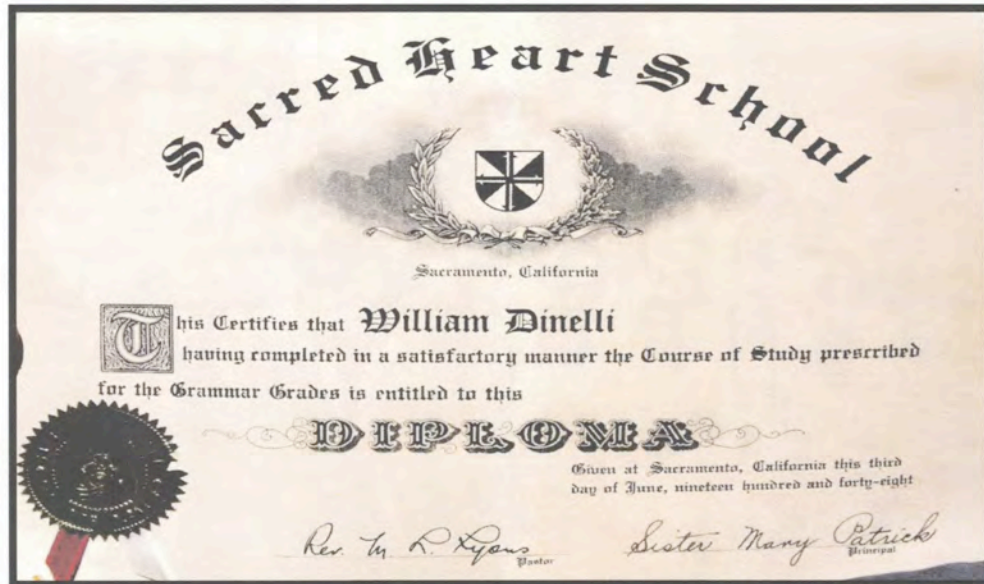 Sacred Heart School
Sacramento, California
This Certifies that William Dinelli
having completed in a satisfactory manner the Course of Study prescribed
for the Grammar Grades is entitled to this
DIPLOMA
Given at Sacramento, California this third
day of June, nineteen hundred and forty-eight
Rev. M L. Lyons
Pastor
Sister Mary Patrick
Principal